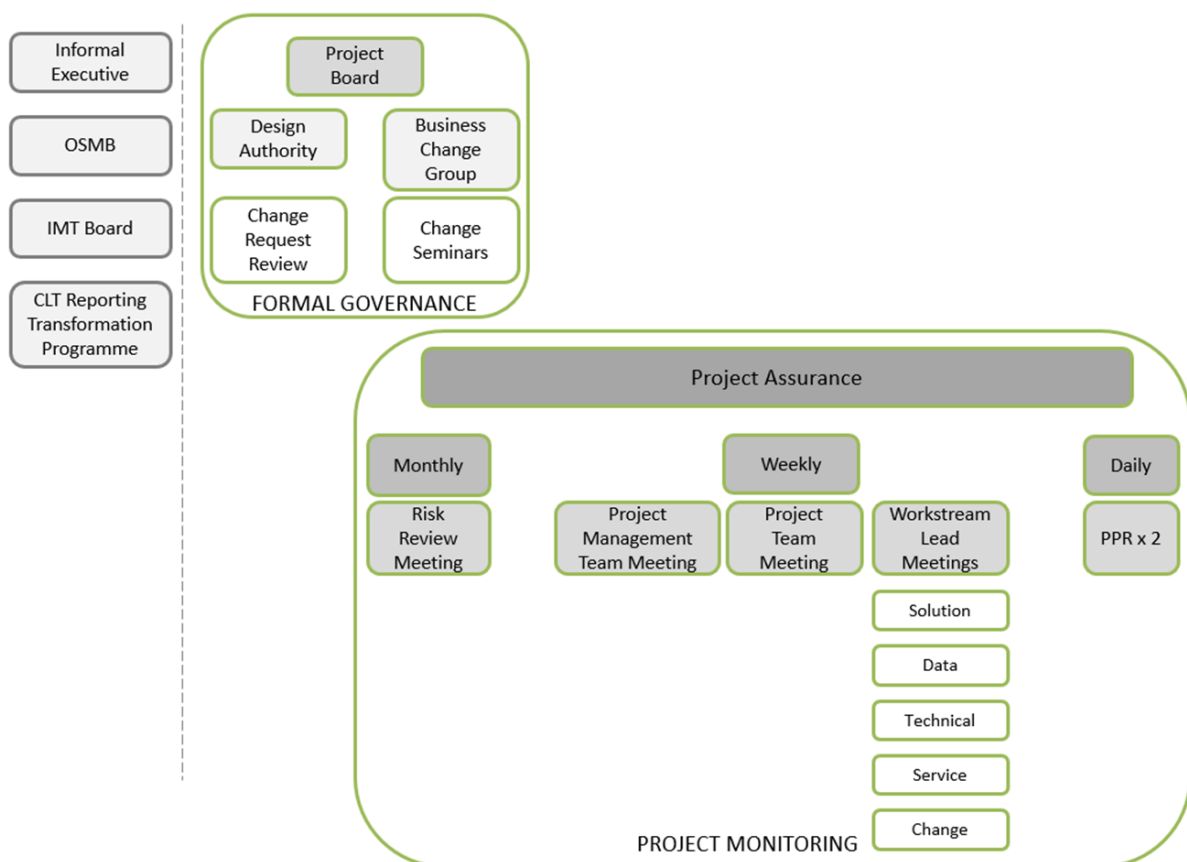 Informal
Executive
OSMB
IMT Board
CLT Reporting
Transformation
Programme
Project
Board
Design
Authority
Business
Change
Group
Change
Request
Review
Change
Seminars
FORMAL GOVERNANCE
Project Assurance
Monthly
Risk
Review
Meeting
Weekly
Project
Management
Team Meeting
Project
Team
Meeting
Workstream
Lead
Meetings
Solution
Data
Technical
Service
Change
Daily
PPR x 2
PROJECT MONITORING